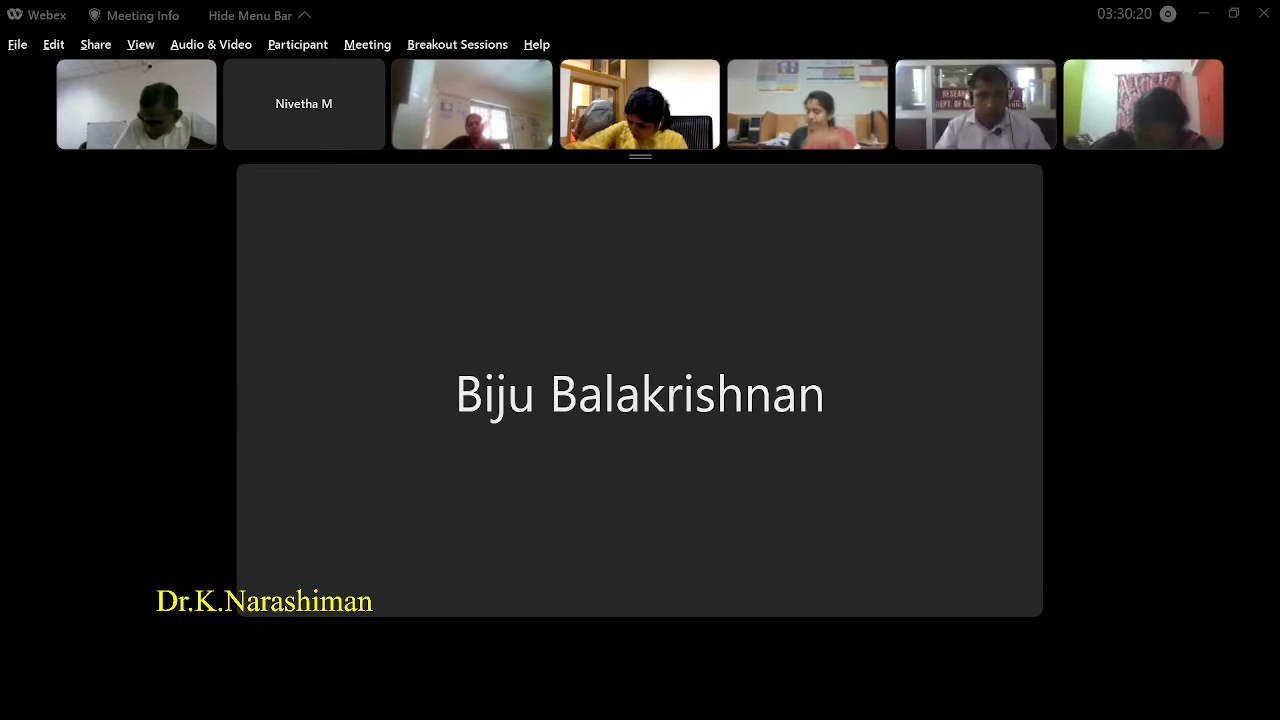 Webex Meeting Info Hide Menu Bar 03:30:20
File Edit Share View Audio & Video Participant Meeting Breakout Sessions Help
Nivetha M
Biju Balakrishnan
Dr.K.Narashiman